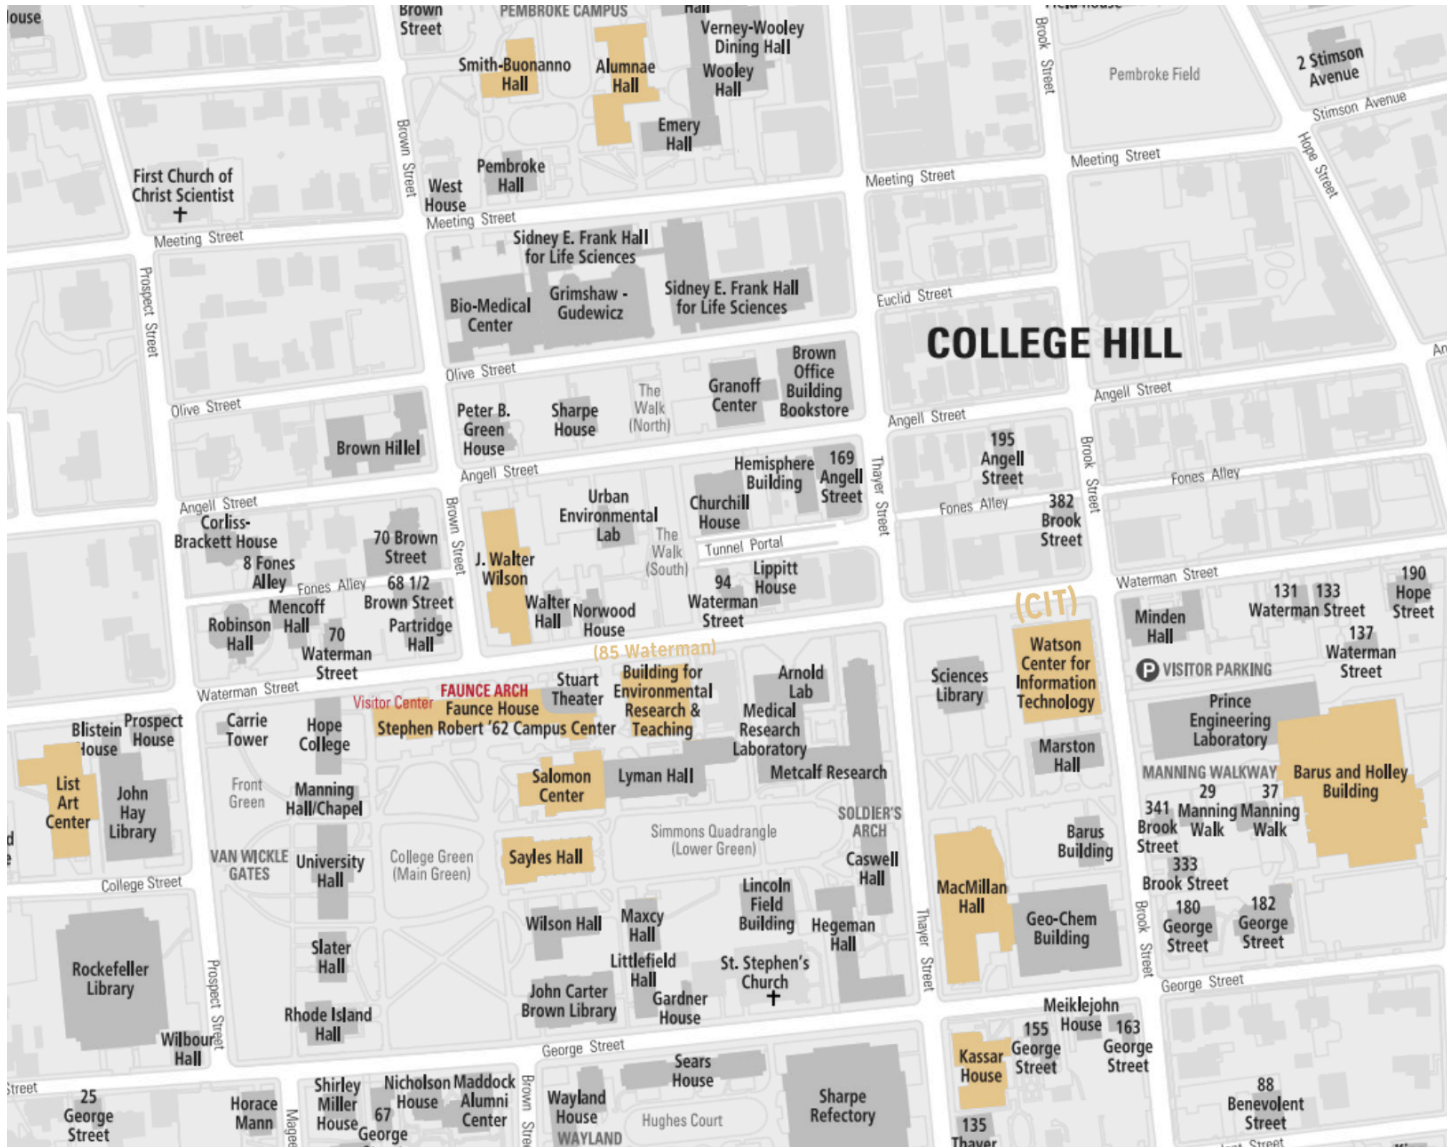 ouse
Brown
Street
PEMBROKE CAMPUS
Hall
Verney-Wooley
Dining Hall
Wooley
Hall
Smith-Buonanno
Hall
Alumnae
Hall
Emery
Hall
Brook Street
Pembroke Field
2 Stimson
Avenue
Stimson Avenue
Hope Street
Meeting Street
Meeting Street
First Church of
Christ Scientist
Brown Street
Pembroke
Hall
West
House
Meeting Street
Meeting Street
Prospect Street
Sidney E. Frank Hall
for Life Sciences
Bio-Medical
Center
Grimshaw -
Gudewicz
Sidney E. Frank Hall
for Life Sciences
Euclid Street
COLLEGE HILL
Olive Street
Olive Street
Brown Hillel
Peter B.
Green
House
Sharpe
House
The
Walk
(North)
Granoff
Center
Brown
Office
Building
Bookstore
Angell Street
Angell Street
An
Angell Street
Angell Street
Corliss-
Brackett House
8 Fones
Alley
70 Brown
Street
Brown Street
Fones Alley
68 1/2
Brown Street
Mencoff
Hall
Robinson
Hall
70
Waterman
Street
Partridge
Hall
J. Walter
Wilson
Urban
Environmental
Lab
The
Walk
(South)
Churchill
House
Hemisphere
Building
169
Angell
Street
Thayer Street
Tunnel Portal
Lippitt
House
94
Waterman
Street
Walter
Hall
Norwood
House
195
Angell
Street
Brook Street
Fones Alley
Fones Alley
382
Brook
Street
Waterman Street
(CIT)
Watson
Center for
Information
Technology
Sciences
Library
Marston
Hall
Minden
Hall
131
133
Waterman Street
190
Hope
Street
137
Waterman
Street
P VISITOR PARKING
Prince
Engineering
Laboratory
Barus and Holley
Building
MANNING WALKWAY
29
Manning
Walk
37
Manning
Walk
341
Brook
Street
333
Brook Street
180
George
Street
182
George
Street
Waterman Street
Visitor Center
FAUNCE ARCH
Faunce House
Stephen Robert '62 Campus Center
Stuart
Theater
(85 Waterman)
Building for
Environmental
Research &
Teaching
Arnold
Lab
Medical
Research
Laboratory
Metcalf Research
Blistein
House
Prospect
House
Carrie
Tower
Hope
College
List
Art
Center
John
Hay
Library
Front
Green
Manning
Hall/Chapel
Salomon
Center
Lyman Hall
VAN WICKLE
GATES
University
Hall
College Green
(Main Green)
Sayles Hall
Simmons Quadrangle
(Lower Green)
SOLDIER'S
ARCH
Caswell
Hall
College Street
Rockefeller
Library
Prospect Street
Slater
Hall
Wilson Hall
Maxcy
Hall
Lincoln
Field
Building
Hegeman
Hall
Littlefield
Hall
St. Stephen's
Church
John Carter
Brown Library
Gardner
House
Rhode Island
Hall
Wilbour
Hall
MacMillan
Hall
Barus
Building
Geo-Chem
Building
Thayer Street
Brook Street
George Street
George Street
Meiklejohn
House
155
George
Street
163
George
Street
Kassar
House
135
Thayer
Sears
House
Sharpe
Refectory
Hughes Court
Wayland
House
WAYLAND
Brown Stre
Maddock
Alumni
Center
Nicholson
House
67
George
Shirley
Miller
House
Magee
Horace
Mann
Street
25
George
Street
88
Benevolent
Street